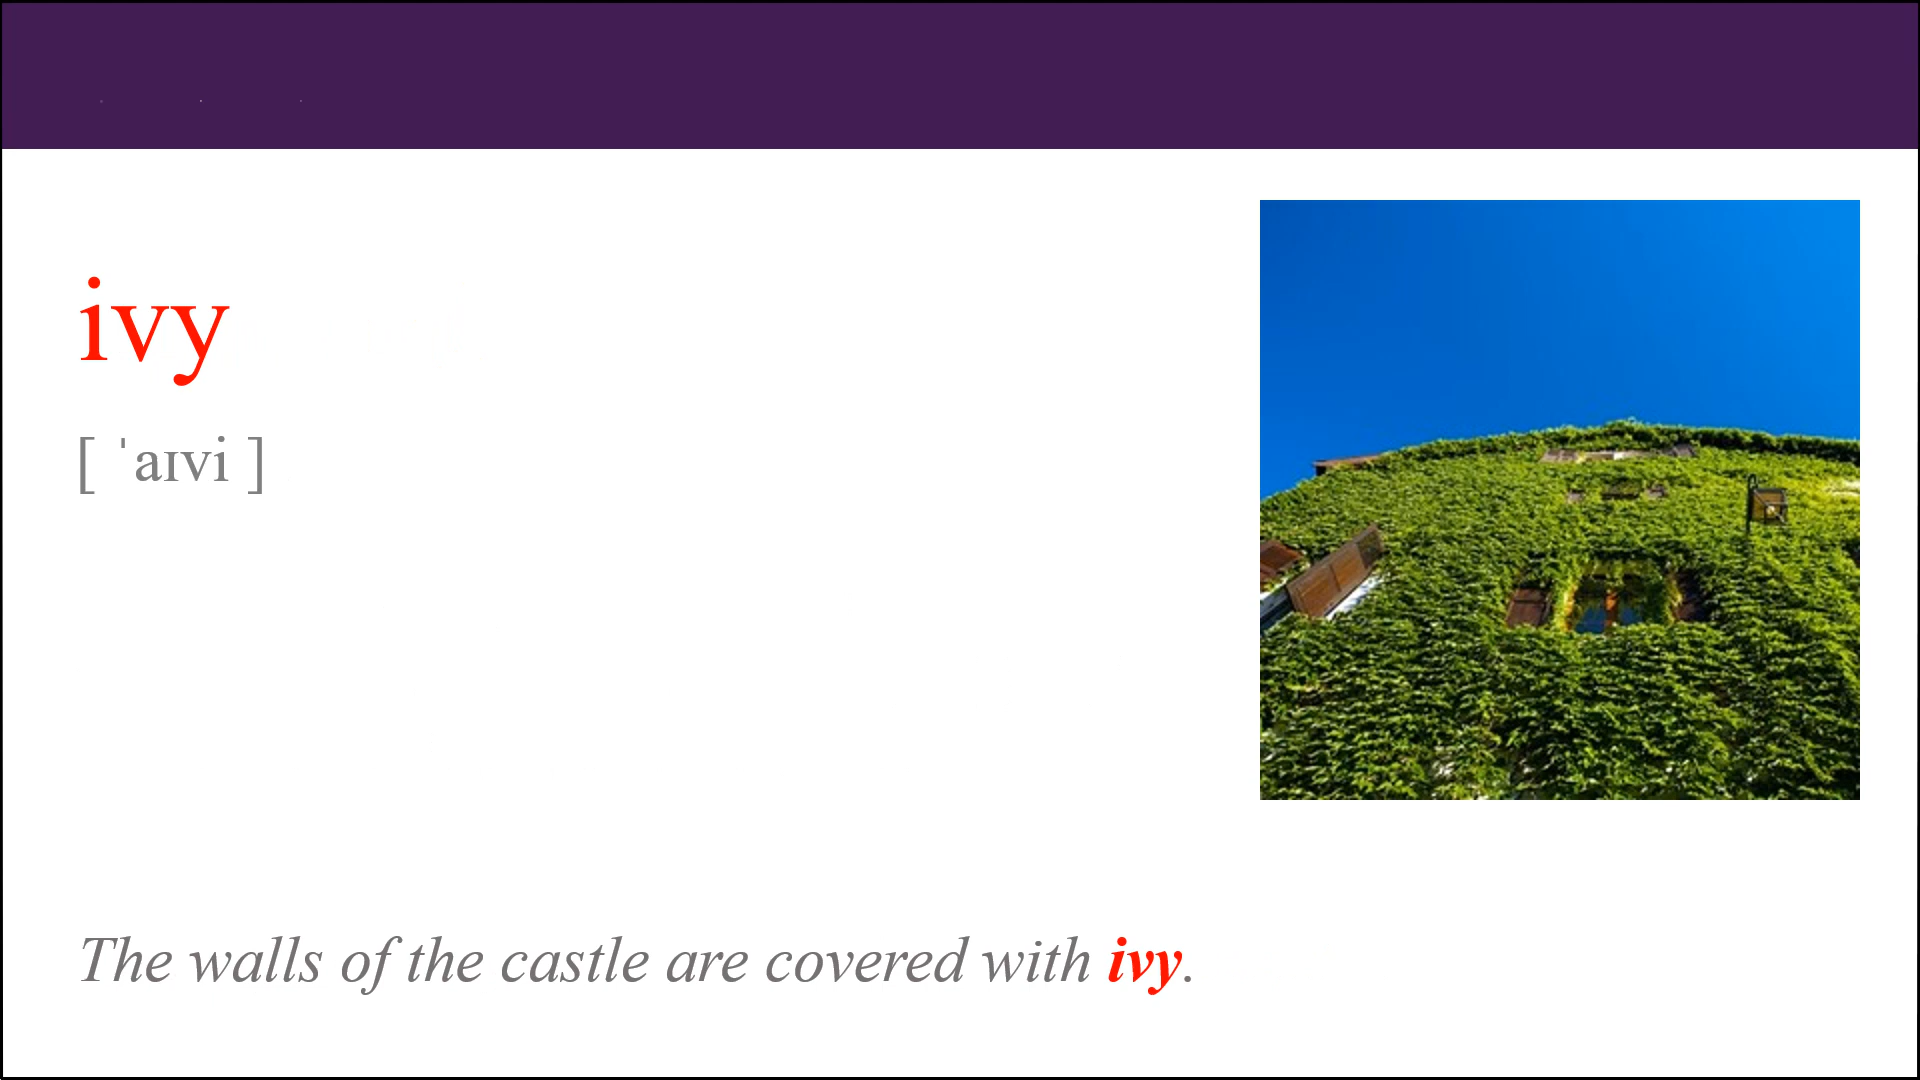 ivy
[ ˈaɪvi ]
The walls of the castle are covered with ivy.